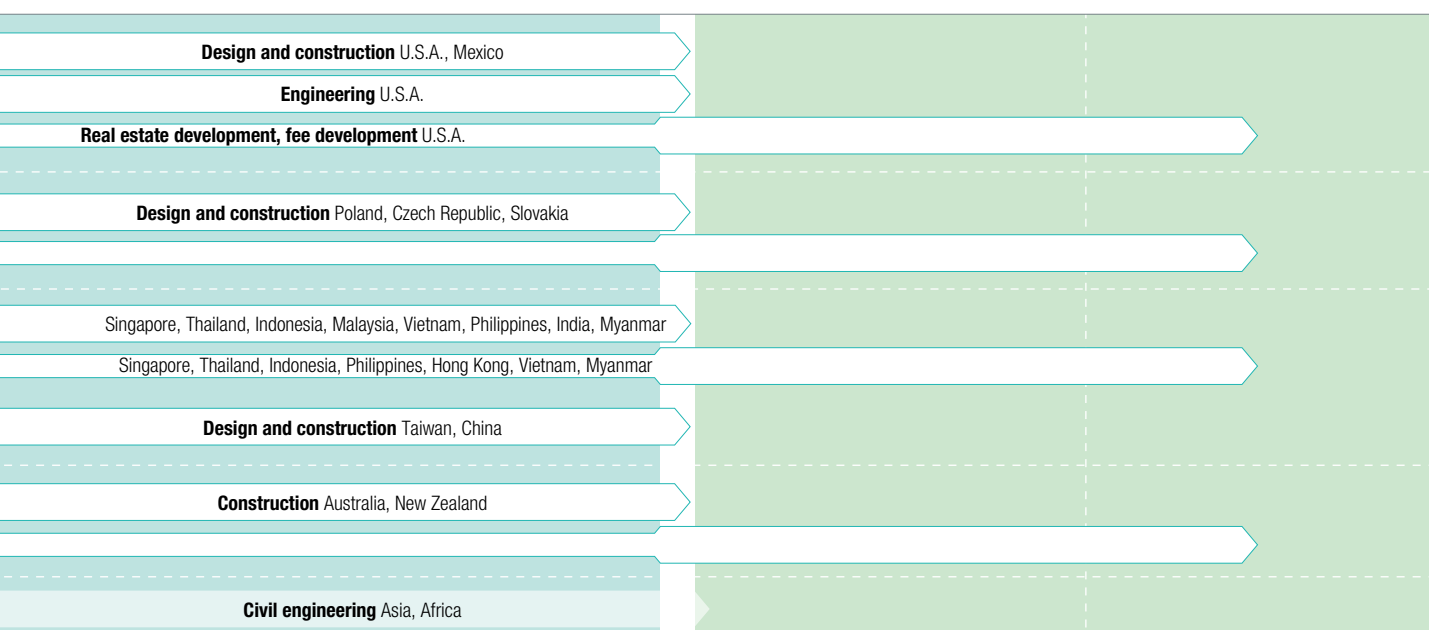 Design and construction U.S.A., Mexico
Engineering U.S.A.
Real estate development, fee development U.S.A.
Design and construction Poland, Czech Republic, Slovakia
Singapore, Thailand, Indonesia, Malaysia, Vietnam, Philippines, India, Myanmar
Singapore, Thailand, Indonesia, Philippines, Hong Kong, Vietnam, Myanmar
Design and construction Taiwan, China
Construction Australia, New Zealand
Civil engineering Asia, Africa